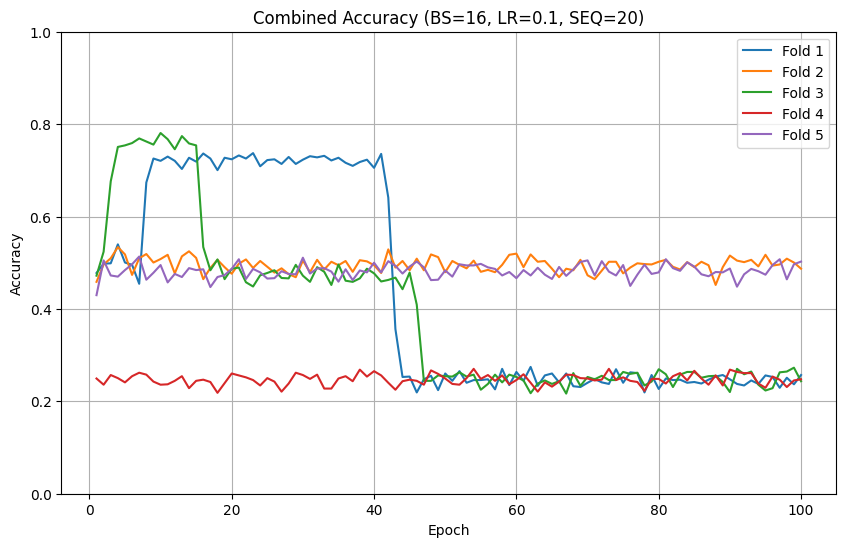 Combined Accuracy (BS=16, LR=0.1, SEQ=20)
1.0
0.8
0.6
0.4
0.2
0.0
Accuracy
Fold 1
Fold 2
Fold 3
Fold 4
Fold 5
0 20 40 60 80 100
Epoch